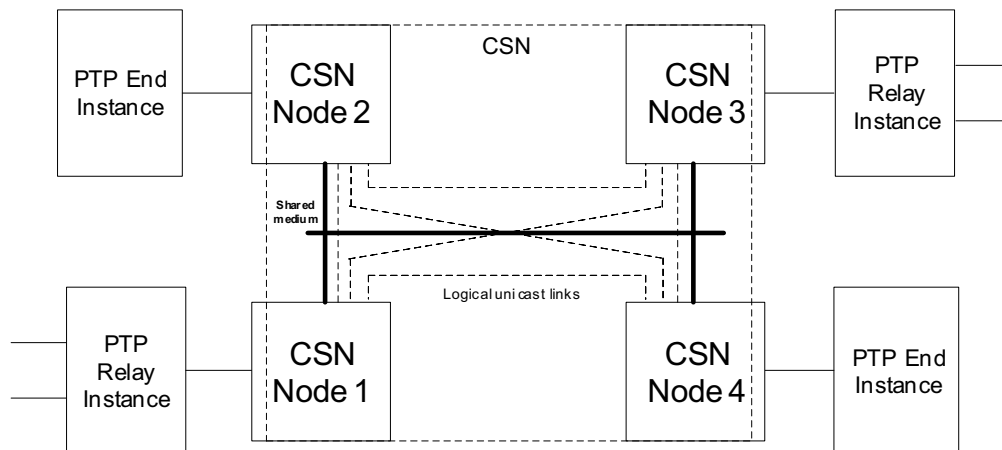 CSN
PTP End
Instance
CSN
Node 2
CSN
Node 3
PTP
Relay
Instance
Shared
medium
Logical unicast links
PTP
Relay
Instance
CSN
Node 1
CSN
Node 4
PTP End
Instance